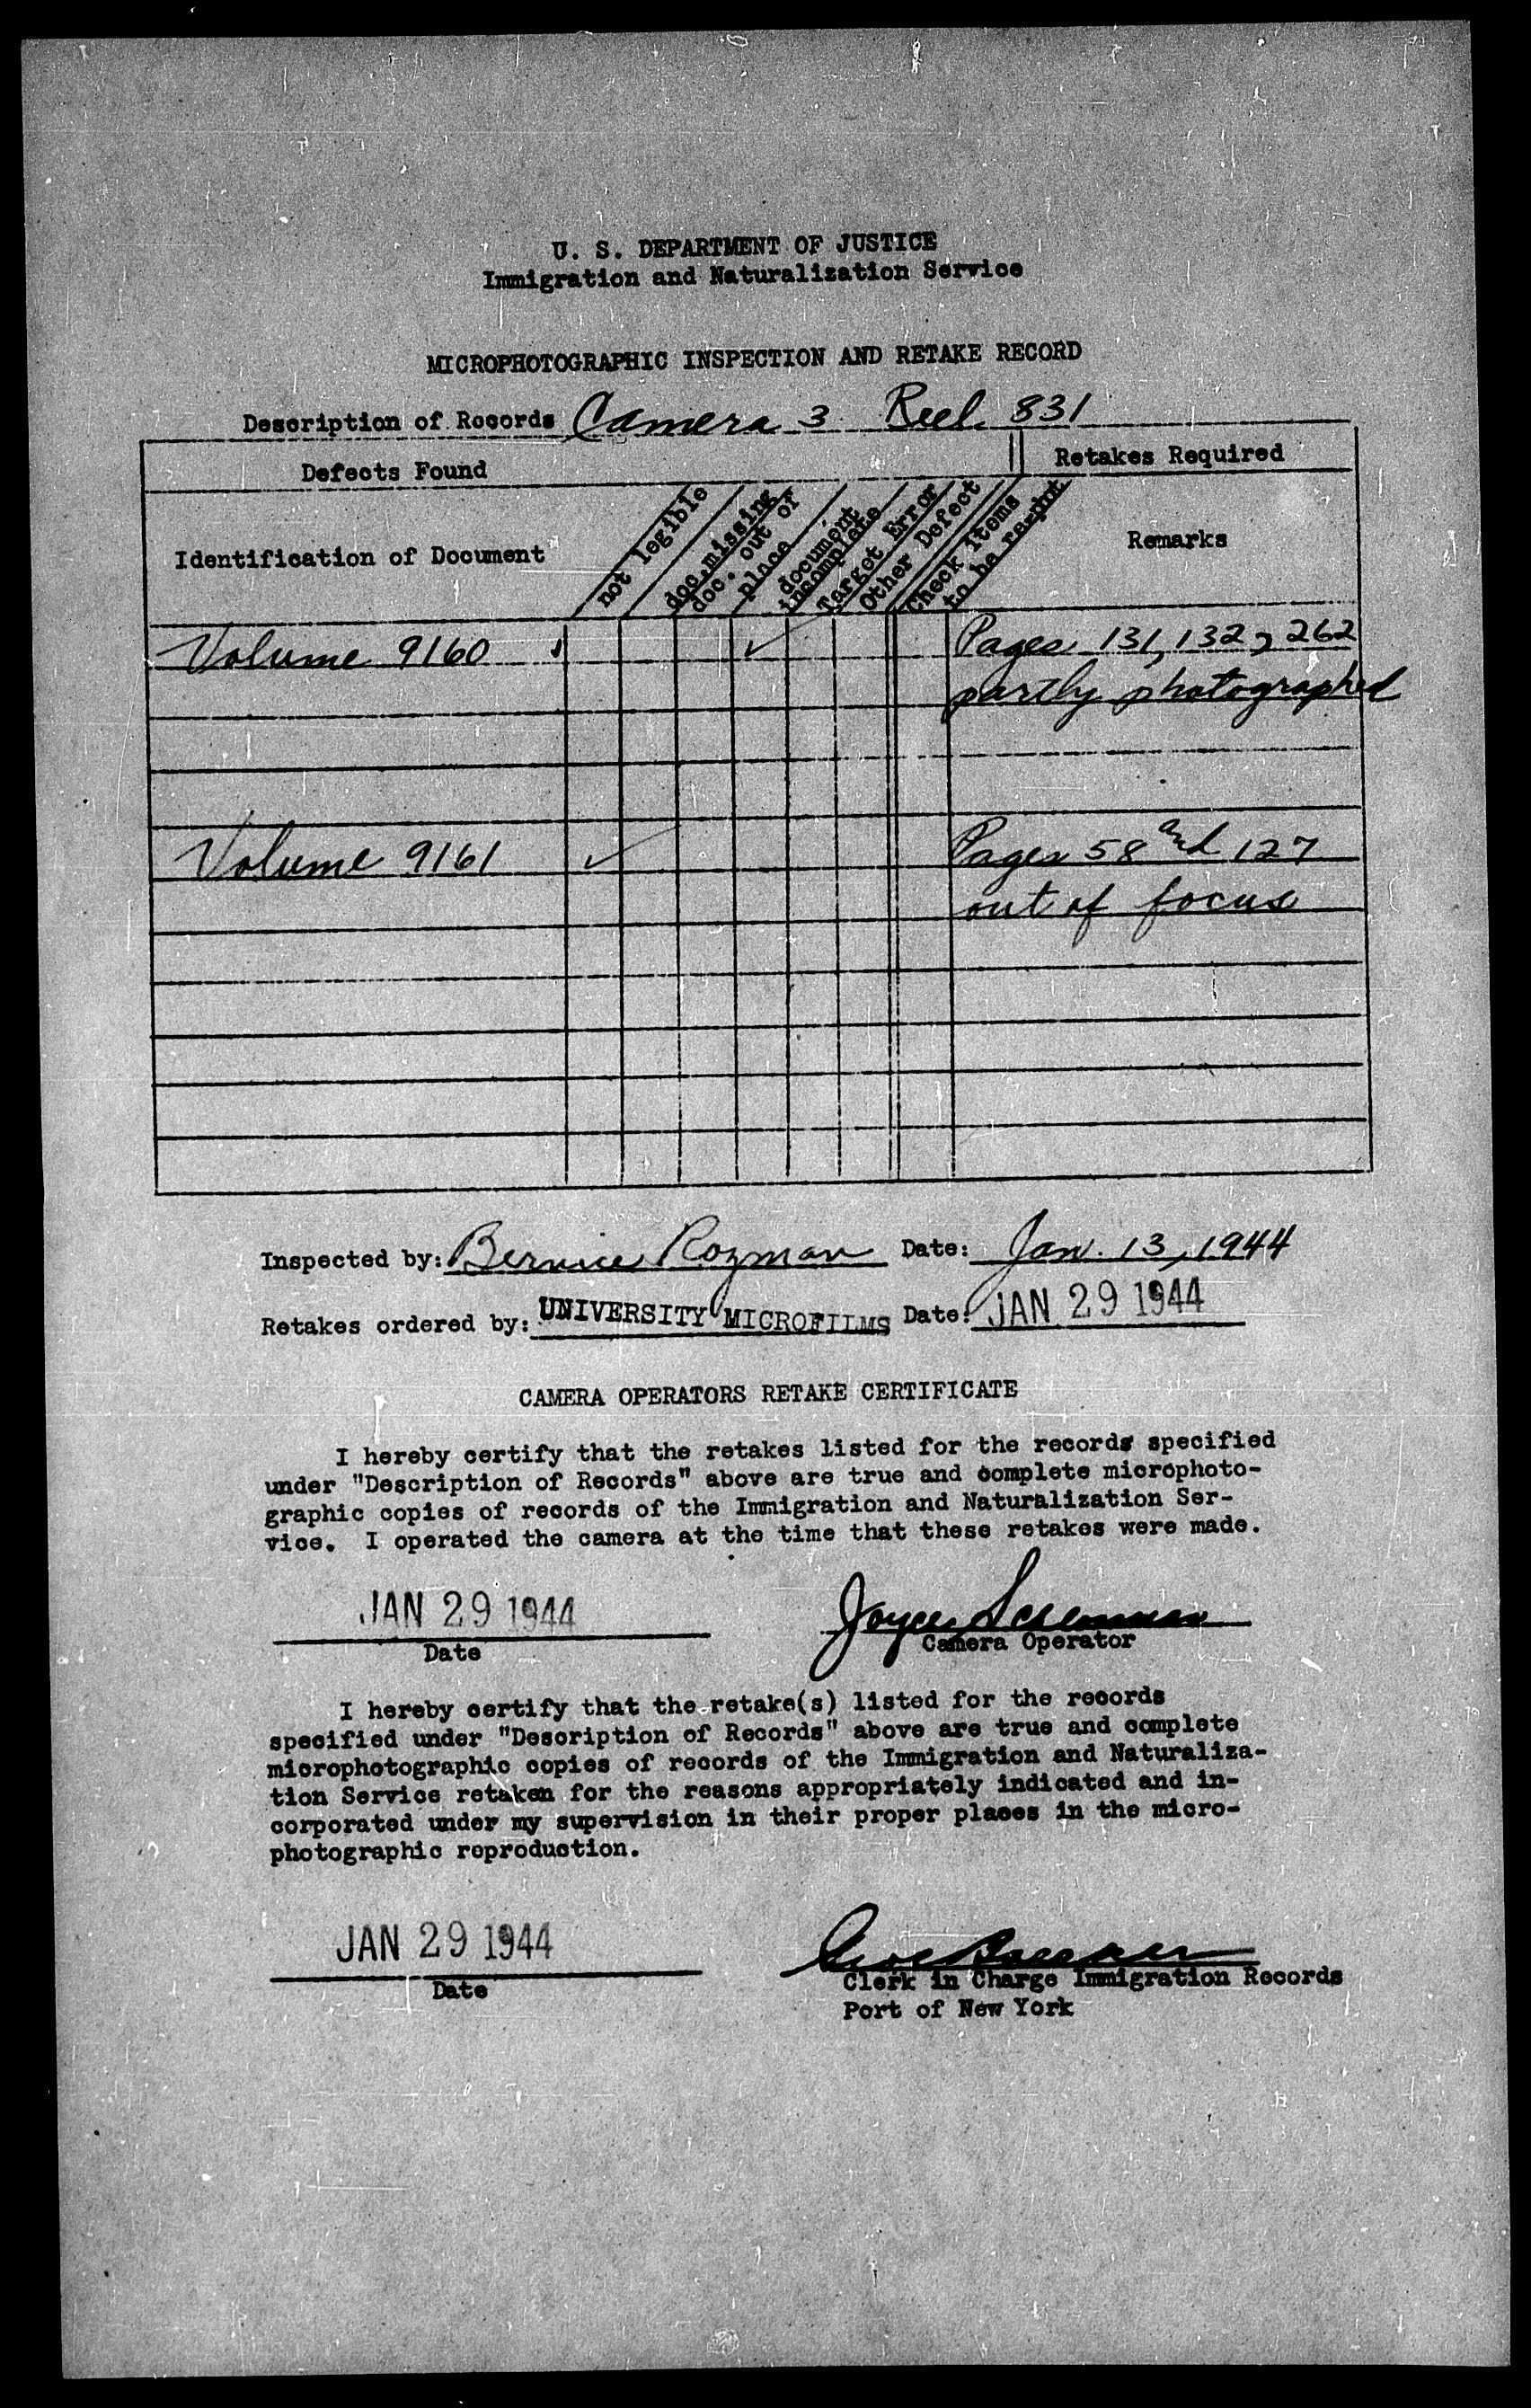 U. S. DEPARTMENT OF JUSTICE
Immigration and Naturalization Service
MICROPHOTOGRAPHIC INSPECTION AND RETAKE RECORD
Description of Records Camera 3 Reel 831
Defects Found
Retakes Required
Identification of Document
not legible
doc. missing
doc. out of
place
document
incomplete
Target Error
Other Defect
Check items
to be
Remarks
Volume 9160 ✓ Pages 131, 132, 262
partly photographed
Volume 9161 ✓ Pages 58 and 127
out of focus
Inspected by: Bernice Rozman Date: Jan. 13, 1944
Retakes ordered by: UNIVERSITY MICROFILMS Date: JAN 29 1944
CAMERA OPERATORS RETAKE CERTIFICATE
I hereby certify that the retakes listed for the records specified
under "Description of Records" above are true and complete microphoto-
graphic copies of records of the Immigration and Naturalization Ser-
vice. I operated the camera at the time that these retakes were made.
JAN 29 1944 Joyce
Date Camera Operator
I hereby certify that the retake(s) listed for the records
specified under "Description of Records" above are true and complete
microphotographic copies of records of the Immigration and Naturaliza-
tion Service retaken for the reasons appropriately indicated and in-
corporated under my supervision in their proper places in the micro-
photographic reproduction.
JAN 29 1944
Date Clerk in Charge Immigration Records
Port of New York